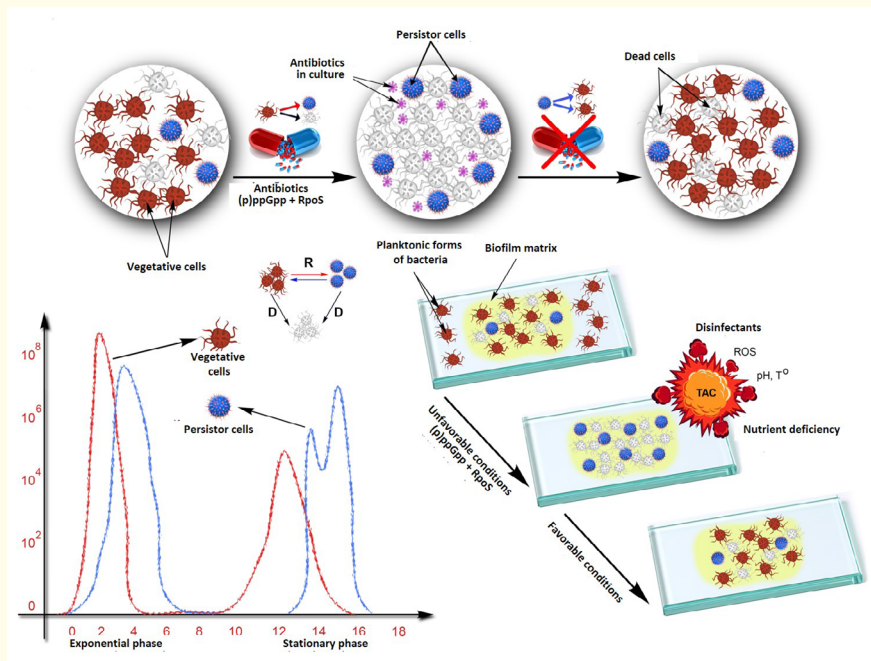 Persistor cells
Antibiotics
in culture
Dead cells
Antibiotics
(p)ppGpp + RpoS
Vegetative cells
Planktonic forms
of bacteria
Biofilm matrix
R
D
D
Disinfectants
ROS
pH, T°
TAC
Nutrient deficiency
Unfavorable conditions
(p)ppGpp + RpoS
Favorable conditions
Vegetative
cells
Persistor cells
10⁸
10⁶
10⁴
10²
0
0 2 4 6 8 10 12 14 16 18
Exponential phase
Stationary phase